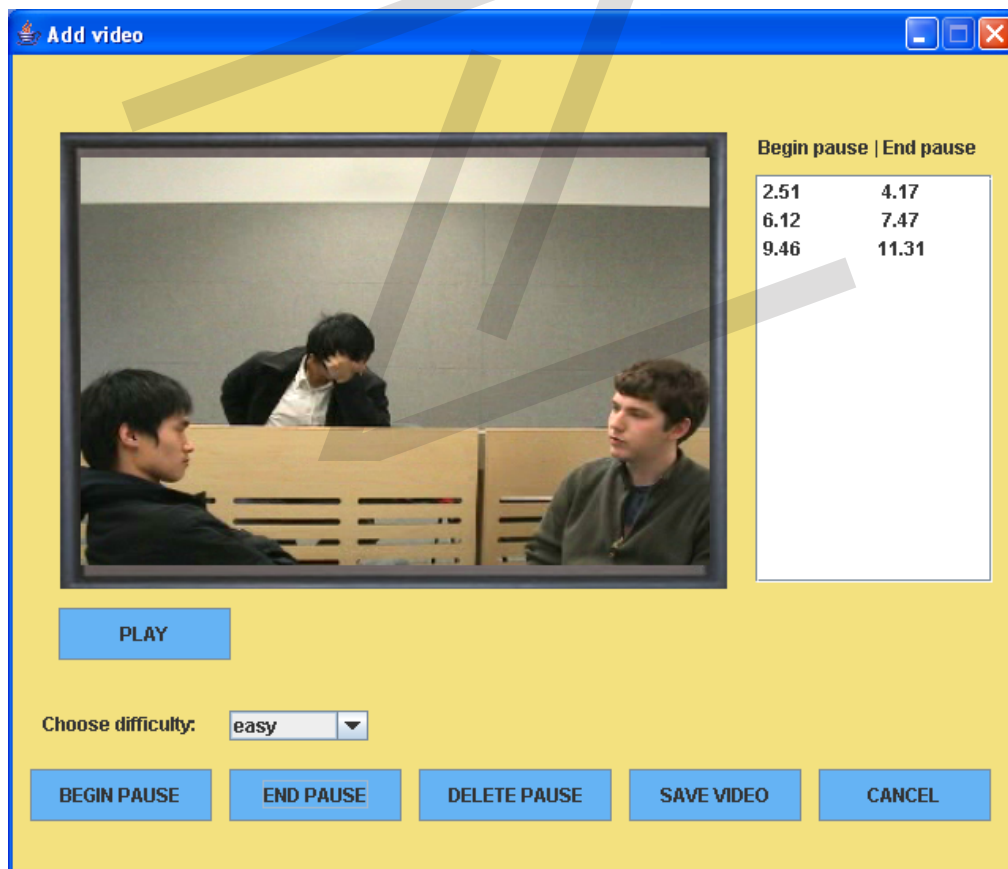 Add video
Begin pause | End pause
2.51 4.17
6.12 7.47
9.46 11.31
PLAY
Choose difficulty: easy
BEGIN PAUSE END PAUSE DELETE PAUSE SAVE VIDEO CANCEL